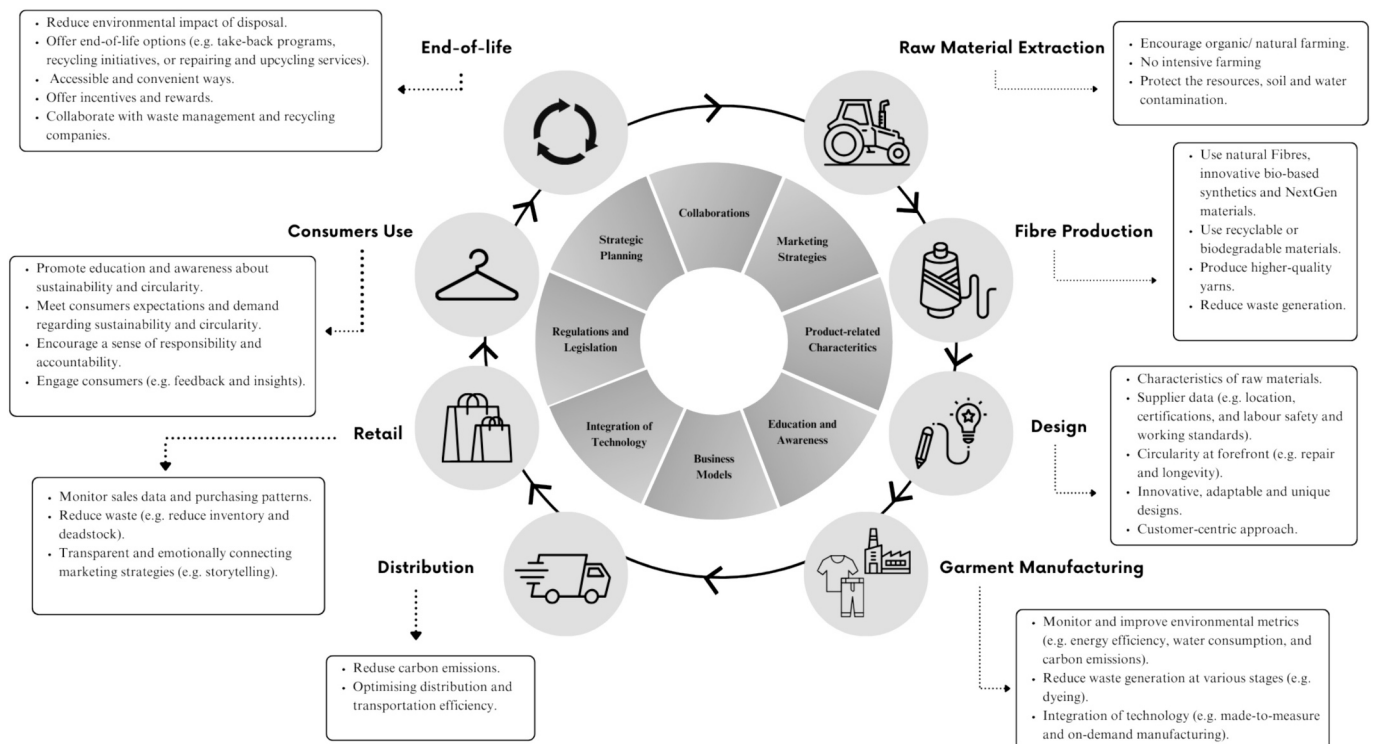 End-of-life
• Reduce environmental impact of disposal.
• Offer end-of-life options (e.g. take-back programs,
recycling initiatives, or repairing and upcycling services).
• Accessible and convenient ways.
• Offer incentives and rewards.
• Collaborate with waste management and recycling
companies.
Raw Material Extraction
• Encourage organic/ natural farming.
• No intensive farming
• Protect the resources, soil and water
contamination.
Fibre Production
• Use natural Fibres,
innovative bio-based
synthetics and NextGen
materials.
• Use recyclable or
biodegradable materials.
• Produce higher-quality
yarns.
• Reduce waste generation.
Design
• Characteristics of raw materials.
• Supplier data (e.g. location,
certifications, and labour safety and
working standards).
• Circularity at forefront (e.g. repair
and longevity).
• Innovative, adaptable and unique
designs.
• Customer-centric approach.
Garment Manufacturing
• Monitor and improve environmental metrics
(e.g. energy efficiency, water consumption, and
carbon emissions).
• Reduce waste generation at various stages (e.g.
dyeing).
• Integration of technology (e.g. made-to-measure
and on-demand manufacturing).
Distribution
• Reduse carbon emissions.
• Optimising distribution and
transportation efficiency.
Retail
• Monitor sales data and purchasing patterns.
• Reduce waste (e.g. reduce inventory and
deadstock).
• Transparent and emotionally connecting
marketing strategies (e.g. storytelling).
Consumers Use
• Promote education and awareness about
sustainability and circularity.
• Meet consumers expectations and demand
regarding sustainability and circularity.
• Encourage a sense of responsibility and
accountability.
• Engage consumers (e.g. feedback and insights).
Collaborations
Marketing
Strategies
Product-related
Characteritics
Education and
Awareness
Business
Models
Integration of
Technology
Regulations and
Legislation
Strategic
Planning